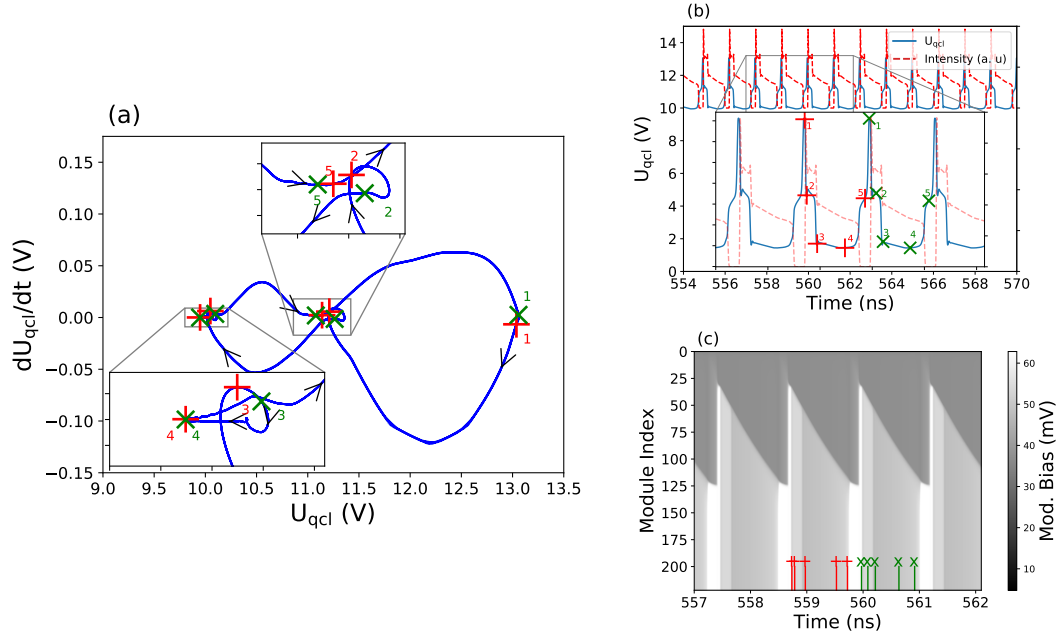 (a)
0.15
0.10
0.05
0.00
−0.05
−0.10
−0.15
dU_qcl/dt (V)
9.0 9.5 10.0 10.5 11.0 11.5 12.0 12.5 13.0 13.5
U_qcl (V)
5 2
5 2
1
1
3 3
4 4
(b)
14
12
10
8
6
4
2
0
U_qcl (V)
U_qcl
Intensity (a. u)
1 1
2 2 5 5
3 4 3 4
554 556 558 560 562 564 566 568 570
Time (ns)
(c)
0
25
50
75
100
125
150
175
200
Module Index
557 558 559 560 561 562
Time (ns)
60
50
40
30
20
10
Mod. Bias (mV)